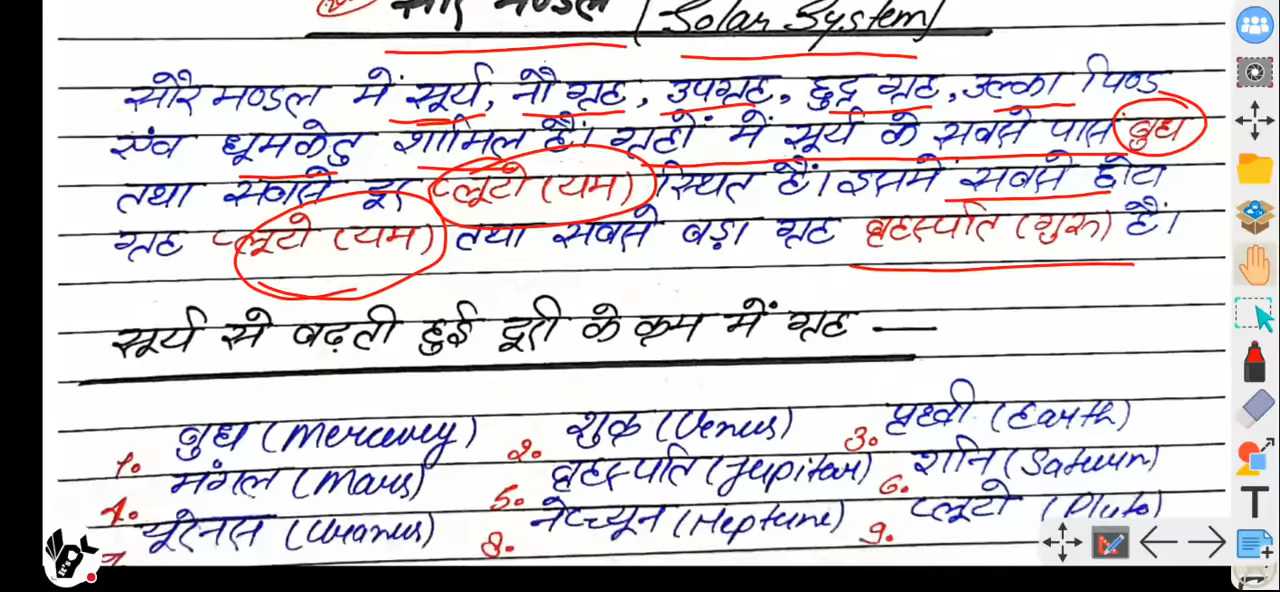 सौर मण्डल (Solar System)
सौर मण्डल में सूर्य, नौ ग्रह, उपग्रह, छुद्र ग्रह, उल्का पिण्ड
एंव धूमकेतु शामिल हैं। ग्रहों में सूर्य के सबसे पास बुध
तथा सबसे दूर प्लूटो (यम) स्थित हैं। इसमें सबसे छोटा
ग्रह प्लूटो (यम) तथा सबसे बड़ा ग्रह बृहस्पति (गुरू) है।
सूर्य से बढ़ती हुई दूरी के क्रम में ग्रह —
1. बुध (Mercury) 2. शुक्र (Venus) 3. पृथ्वी (Earth)
4. मंगल (Mars) 5. बृहस्पति (Jupiter) 6. शनि (Saturn)
7. यूरेनस (Uranus) 8. नेप्च्यून (Neptune) 9. प्लूटो (Pluto)